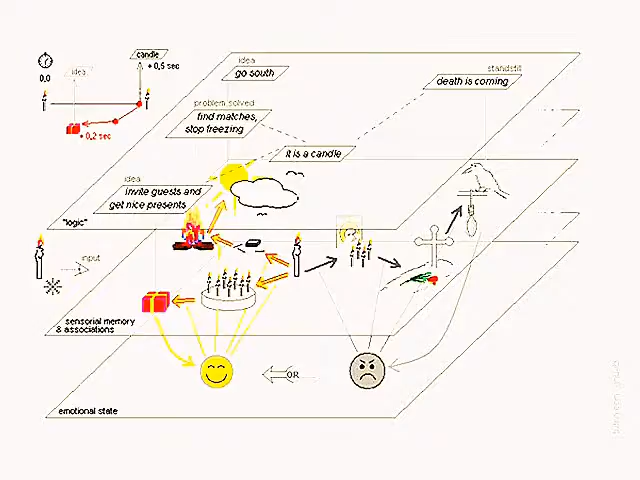 candle
+ 0,5 sec
idea
0,0
+ 0,2 sec
idea
go south
standstill
death is coming
problem solved
find matches,
stop freezing
it is a candle
idea
invite guests and
get nice presents
"logic"
input
sensorial memory
& associations
OR
emotional state